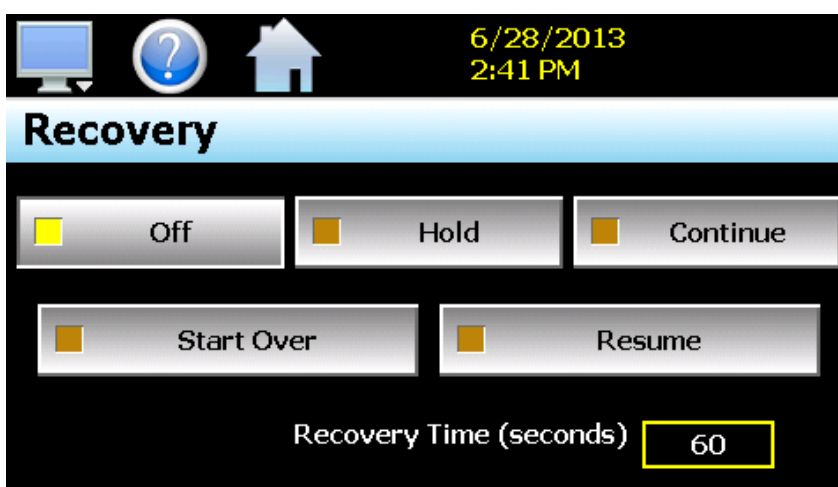 ?
6/28/2013
2:41 PM
Recovery
Off
Hold
Continue
Start Over
Resume
Recovery Time (seconds) 60